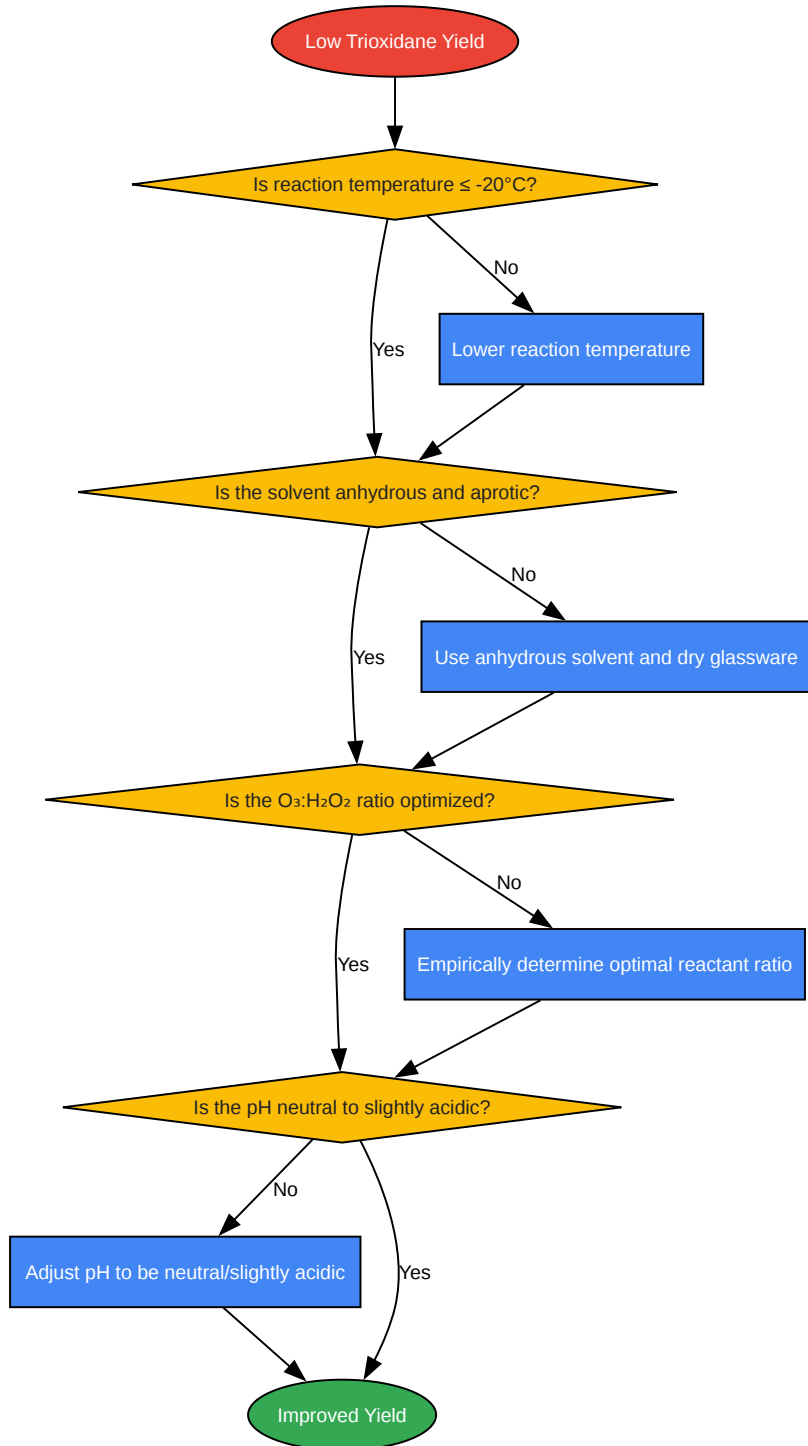 Low Trioxidane Yield
Is reaction temperature ≤ -20°C?
No
Lower reaction temperature
Yes
Is the solvent anhydrous and aprotic?
No
Use anhydrous solvent and dry glassware
Yes
Is the O₃:H₂O₂ ratio optimized?
No
Empirically determine optimal reactant ratio
Yes
Is the pH neutral to slightly acidic?
No
Adjust pH to be neutral/slightly acidic
Yes
Improved Yield